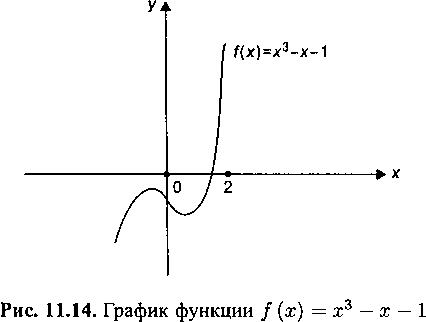 y
f(x)=x³-x-1
x
0 2
Рис. 11.14. График функции f (x) = x³ − x − 1